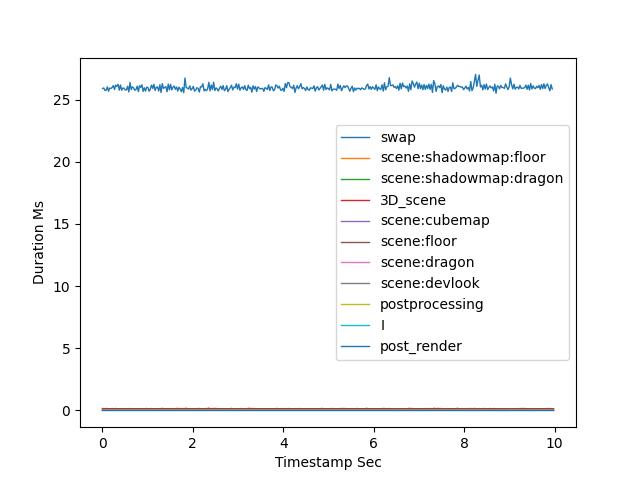 25
20
15
10
5
0
Duration Ms
swap
scene:shadowmap:floor
scene:shadowmap:dragon
3D_scene
scene:cubemap
scene:floor
scene:dragon
scene:devlook
postprocessing
I
post_render
0 2 4 6 8 10
Timestamp Sec